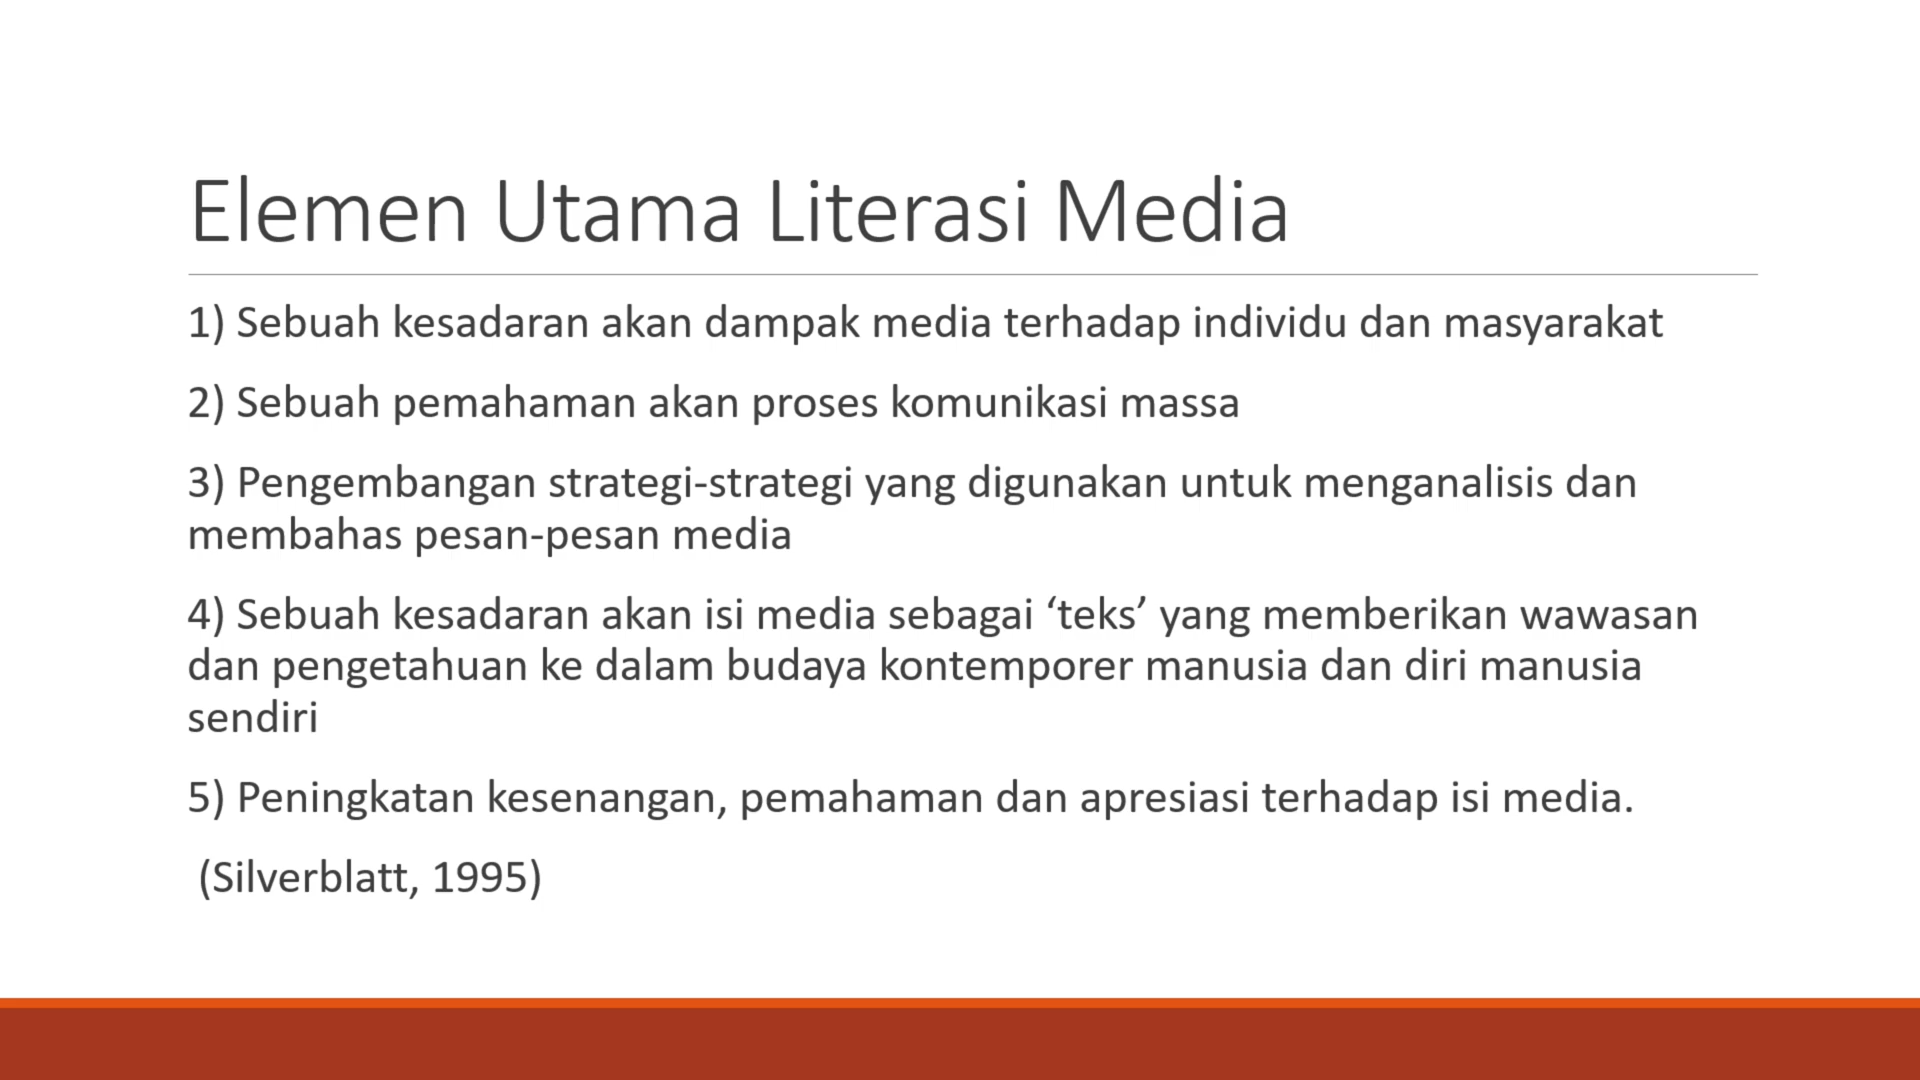 Elemen Utama Literasi Media
1) Sebuah kesadaran akan dampak media terhadap individu dan masyarakat
2) Sebuah pemahaman akan proses komunikasi massa
3) Pengembangan strategi-strategi yang digunakan untuk menganalisis dan
membahas pesan-pesan media
4) Sebuah kesadaran akan isi media sebagai ‘teks’ yang memberikan wawasan
dan pengetahuan ke dalam budaya kontemporer manusia dan diri manusia
sendiri
5) Peningkatan kesenangan, pemahaman dan apresiasi terhadap isi media.
(Silverblatt, 1995)